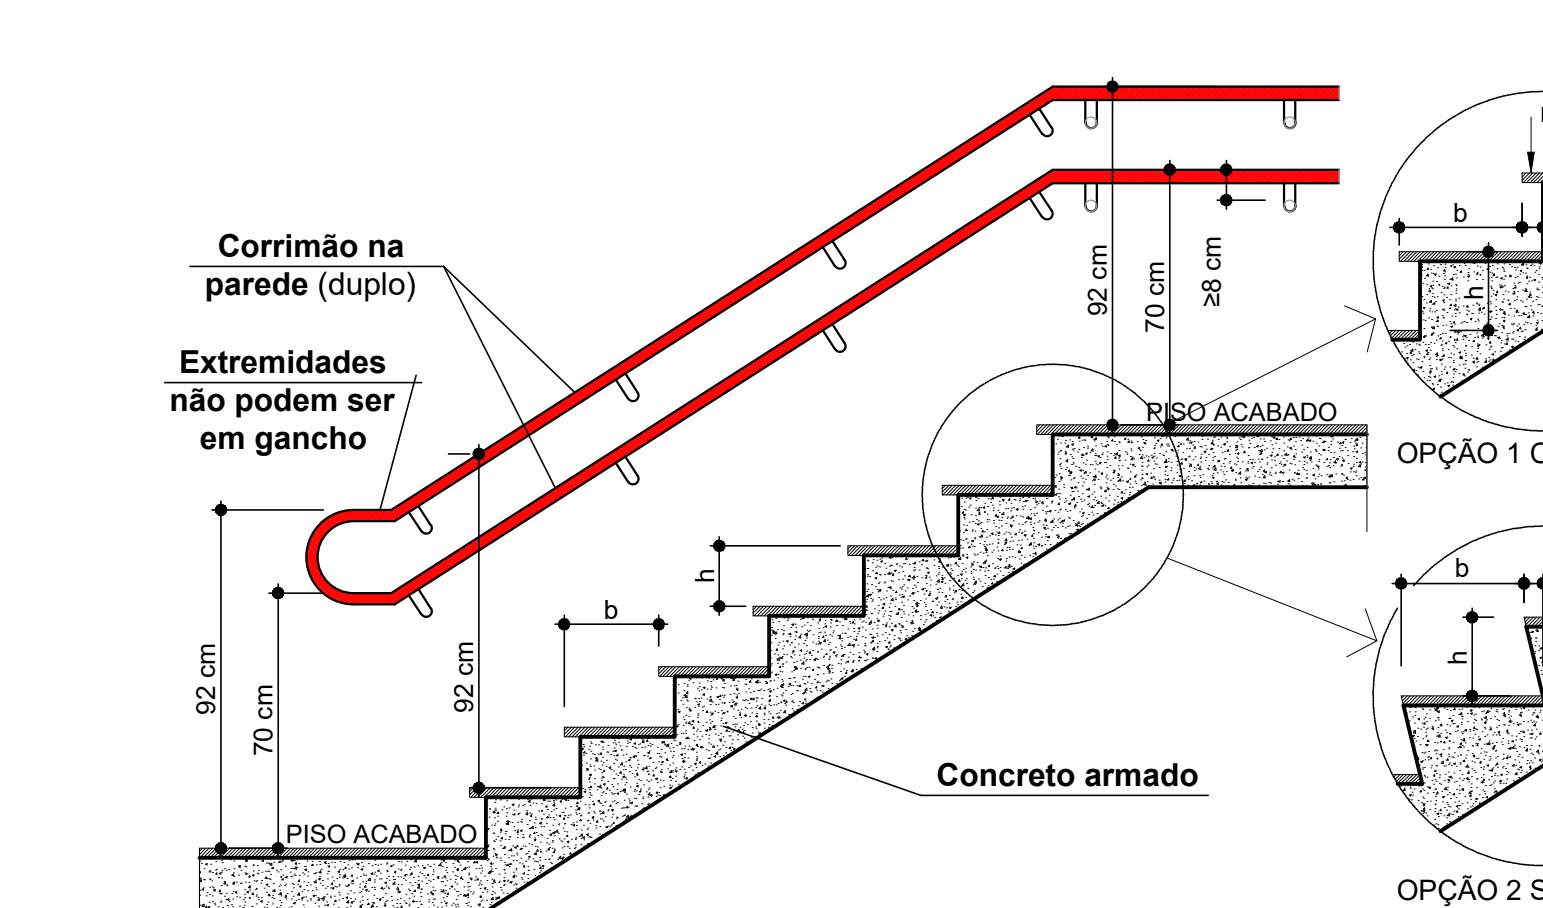 Corrimão na
parede (duplo)
Extremidades
não podem ser
em gancho
92 cm
70 cm
≥8 cm
PISO ACABADO
b
h
OPÇÃO 1
h
b
92 cm
70 cm
92 cm
PISO ACABADO
Concreto armado
b
h
OPÇÃO 2